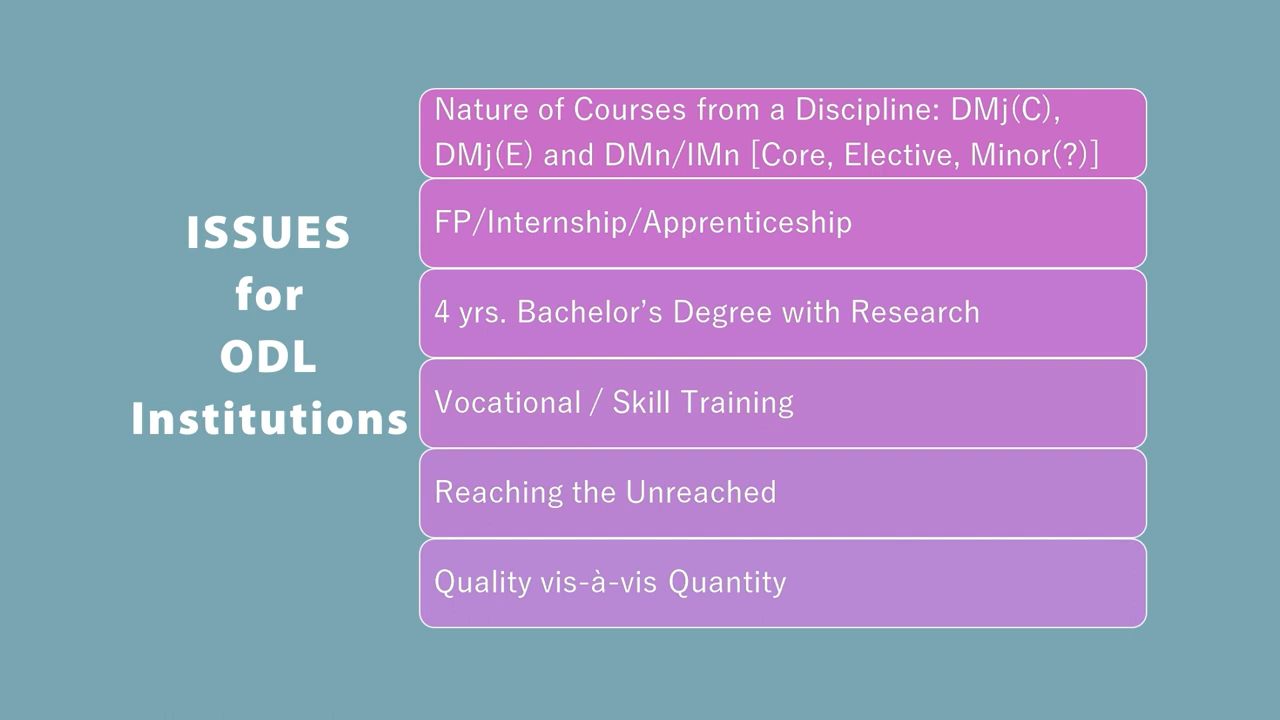 ISSUES
for
ODL
Institutions
Nature of Courses from a Discipline: DMj(C),
DMj(E) and DMn/IMn [Core, Elective, Minor(?)]
FP/Internship/Apprenticeship
4 yrs. Bachelor’s Degree with Research
Vocational / Skill Training
Reaching the Unreached
Quality vis-à-vis Quantity